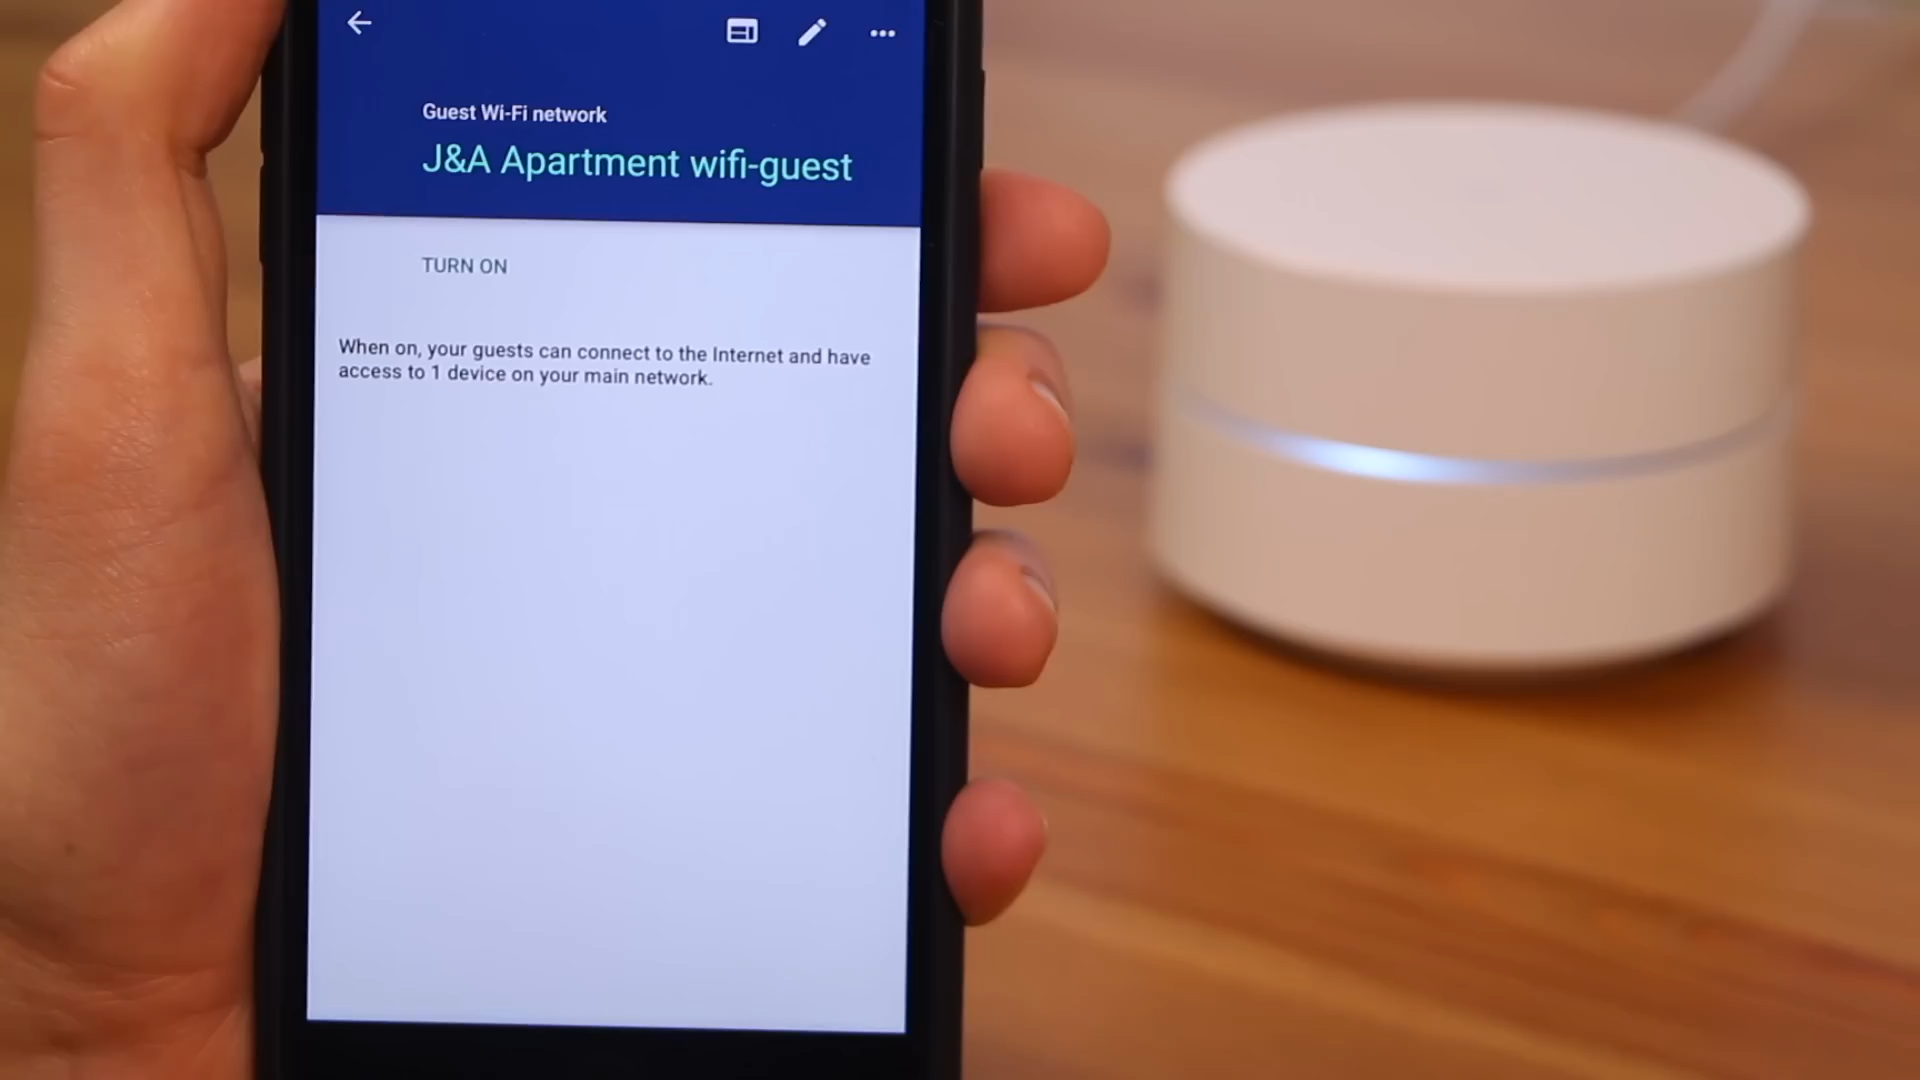 Guest Wi-Fi network
J&A Apartment wifi-guest
TURN ON
When on, your guests can connect to the Internet and have
access to 1 device on your main network.